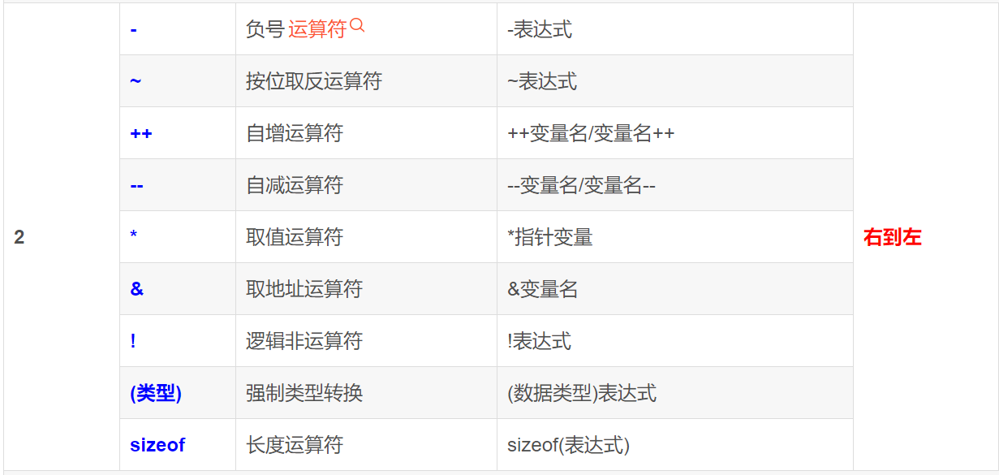 - 负号 运算符 -表达式
~ 按位取反运算符 ~表达式
++ 自增运算符 ++变量名/变量名++
-- 自减运算符 --变量名/变量名--
2 * 取值运算符 *指针变量 右到左
& 取地址运算符 &变量名
! 逻辑非运算符 !表达式
(类型) 强制类型转换 (数据类型)表达式
sizeof 长度运算符 sizeof(表达式)